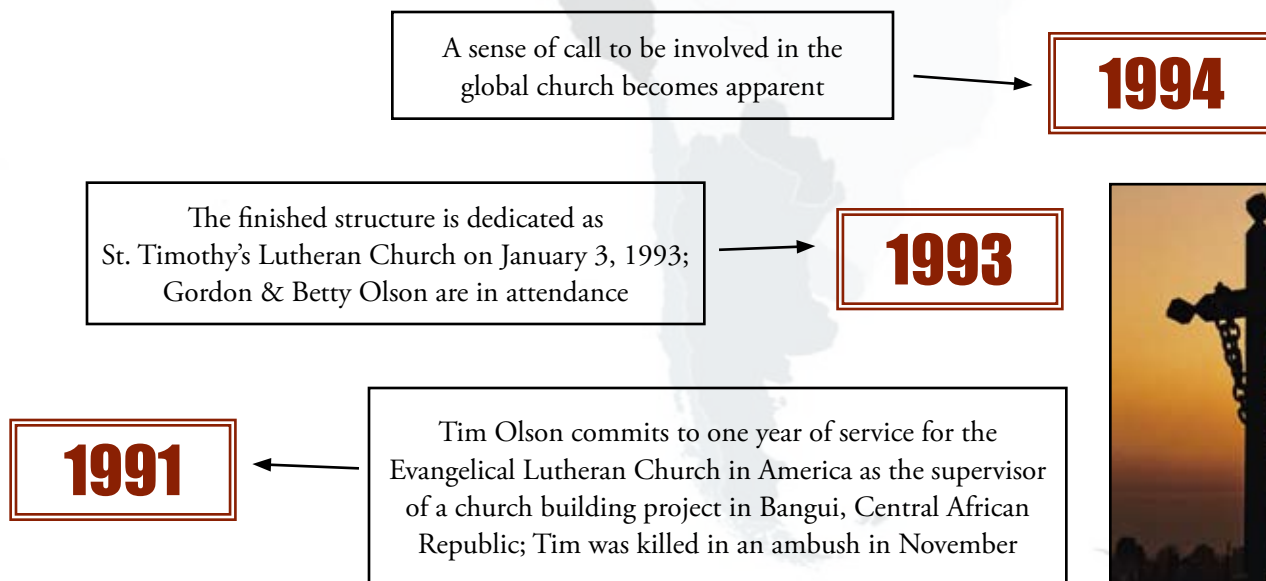 A sense of call to be involved in the
global church becomes apparent
1994
The finished structure is dedicated as
St. Timothy’s Lutheran Church on January 3, 1993;
Gordon & Betty Olson are in attendance
1993
1991
Tim Olson commits to one year of service for the
Evangelical Lutheran Church in America as the supervisor
of a church building project in Bangui, Central African
Republic; Tim was killed in an ambush in November